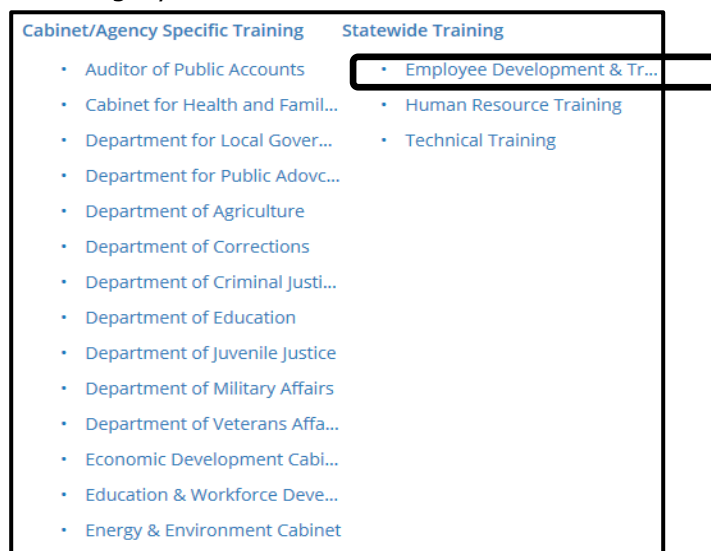 Cabinet/Agency Specific Training
• Auditor of Public Accounts
• Cabinet for Health and Famil...
• Department for Local Gover...
• Department for Public Adovc...
• Department of Agriculture
• Department of Corrections
• Department of Criminal Justi...
• Department of Education
• Department of Juvenile Justice
• Department of Military Affairs
• Department of Veterans Affa...
• Economic Development Cabi...
• Education & Workforce Deve...
• Energy & Environment Cabinet
Statewide Training
• Employee Development & Tr...
• Human Resource Training
• Technical Training